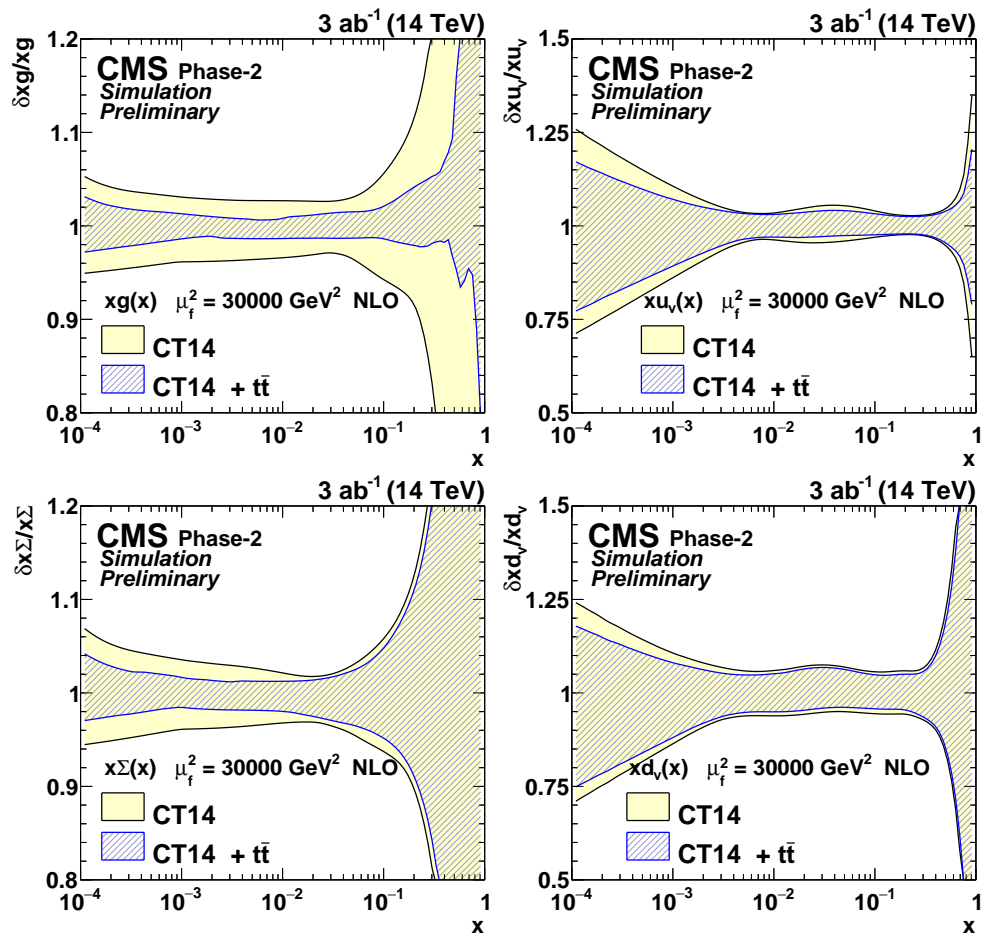 3 ab⁻¹ (14 TeV)
δxg/xg
1.2
1.1
1
0.9
0.8
CMS Phase-2
Simulation
Preliminary
xg(x) μ_f² = 30000 GeV² NLO
CT14
CT14 + tt̄
10⁻⁴ 10⁻³ 10⁻² 10⁻¹ 1
x
3 ab⁻¹ (14 TeV)
δxu_v/xu_v
1.5
1.25
1
0.75
0.5
CMS Phase-2
Simulation
Preliminary
xu_v(x) μ_f² = 30000 GeV² NLO
CT14
CT14 + tt̄
10⁻⁴ 10⁻³ 10⁻² 10⁻¹ 1
x
3 ab⁻¹ (14 TeV)
δxΣ/xΣ
1.2
1.1
1
0.9
0.8
CMS Phase-2
Simulation
Preliminary
xΣ(x) μ_f² = 30000 GeV² NLO
CT14
CT14 + tt̄
10⁻⁴ 10⁻³ 10⁻² 10⁻¹ 1
x
3 ab⁻¹ (14 TeV)
δxd_v/xd_v
1.5
1.25
1
0.75
0.5
CMS Phase-2
Simulation
Preliminary
xd_v(x) μ_f² = 30000 GeV² NLO
CT14
CT14 + tt̄
10⁻⁴ 10⁻³ 10⁻² 10⁻¹ 1
x